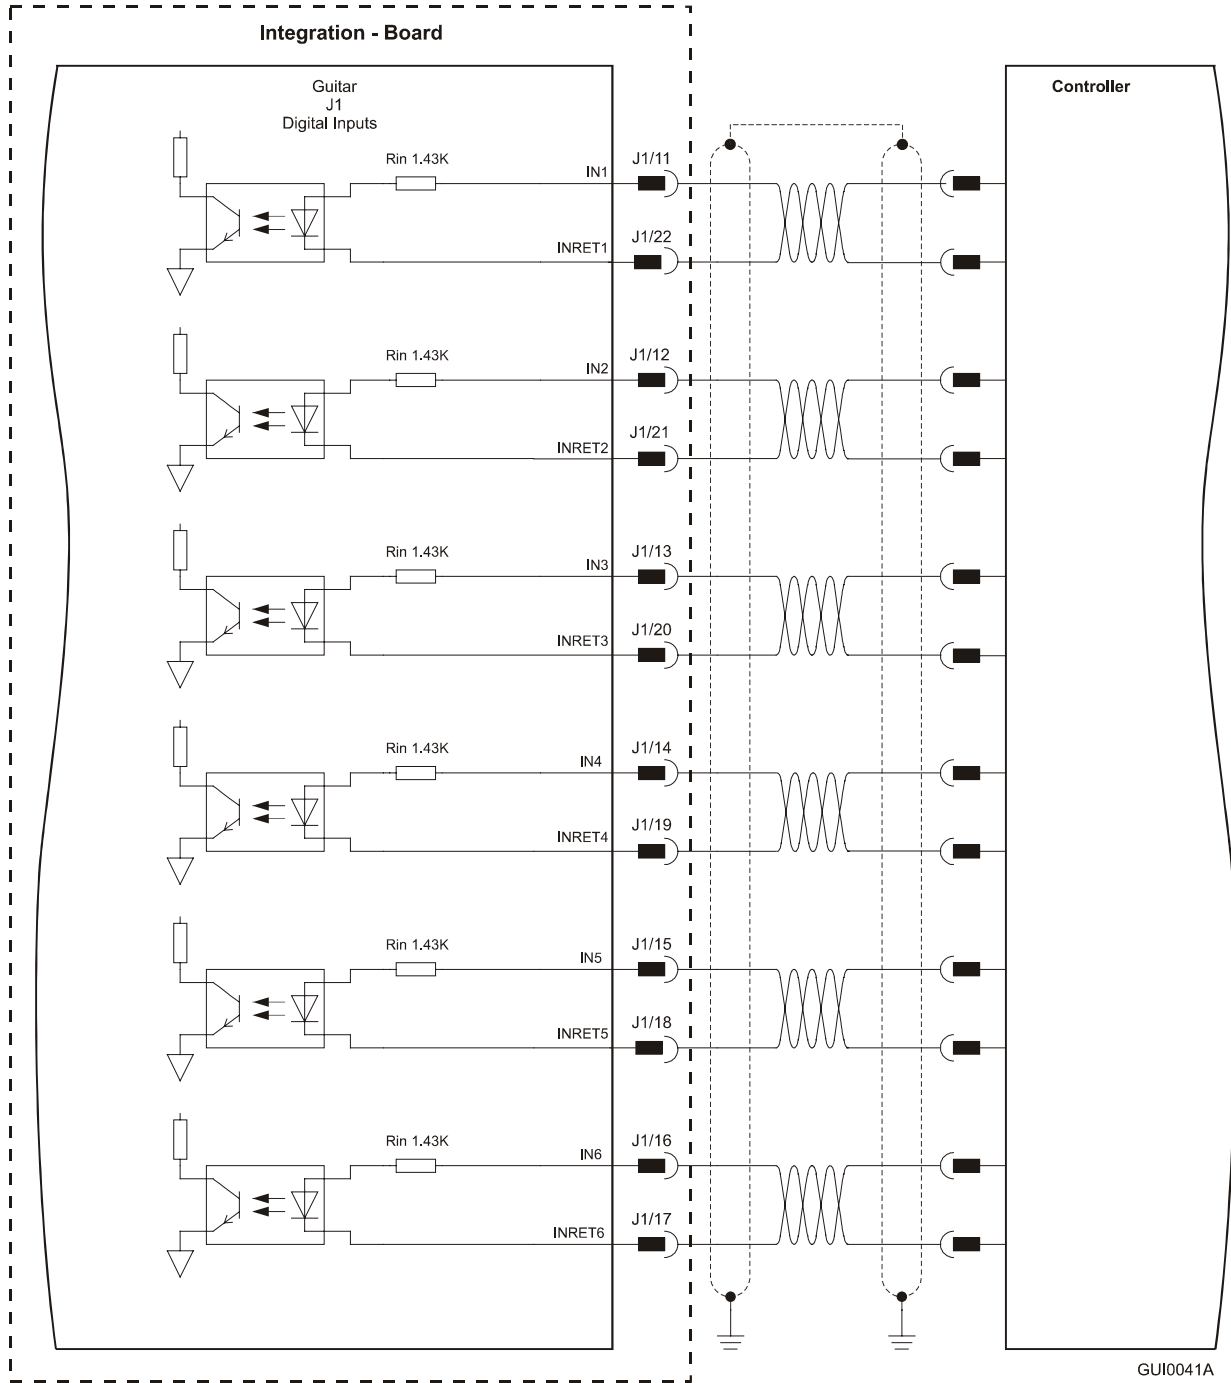 Integration - Board
Guitar
J1
Digital Inputs
Controller
Rin 1.43K
IN1
J1/11
INRET1
J1/22
Rin 1.43K
IN2
J1/12
INRET2
J1/21
Rin 1.43K
IN3
J1/13
INRET3
J1/20
Rin 1.43K
IN4
J1/14
INRET4
J1/19
Rin 1.43K
IN5
J1/15
INRET5
J1/18
Rin 1.43K
IN6
J1/16
INRET6
J1/17
GUI0041A